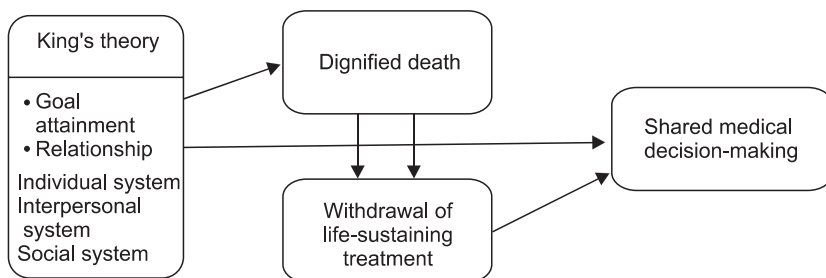 King's theory
• Goal
attainment
• Relationship
Individual system
Interpersonal
system
Social system
Dignified death
Withdrawal of
life-sustaining
treatment
Shared medical
decision-making